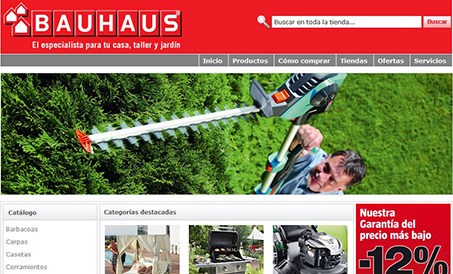 BAUHAUS®
El especialista para tu casa, taller y jardín
Buscar en toda la tienda...
Buscar
Inicio
Productos
Cómo comprar
Tiendas
Ofertas
Servicios
Catálogo
Barbacoas
Carpas
Casetas
Cerramientos
Categorías destacadas
Nuestra
Garantía del
precio más bajo
-12%